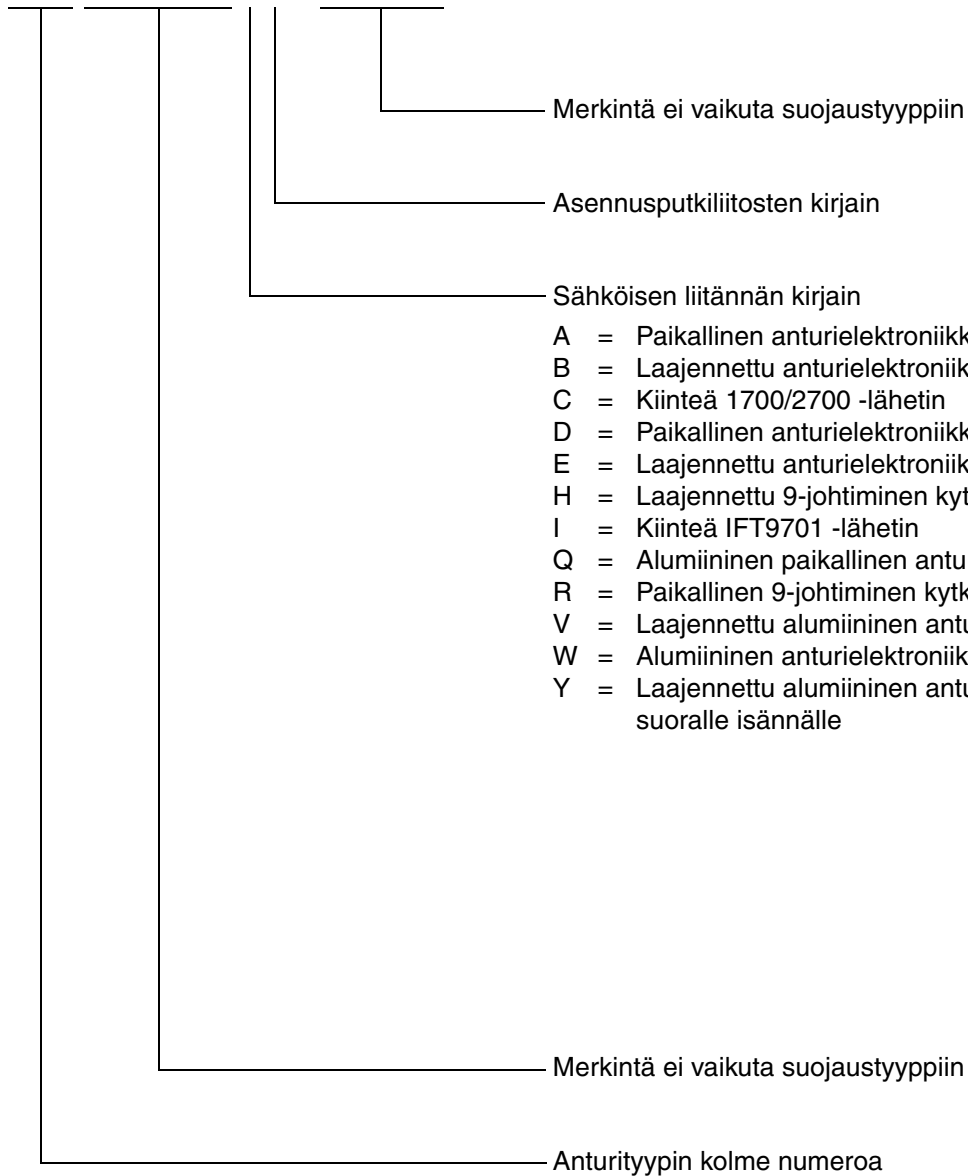 Merkintä ei vaikuta suojaustyyppiin
Asennusputkiliitosten kirjain
Sähköisen liitännän kirjain
A = Paikallinen
B = Laajennettu
C = Kiinteä 1700/2700 -lähetin
D = Paikallinen
E = Laajennettu
H = Laajennettu 9-johtiminen
I = Kiinteä IFT9701 -lähetin
Q = Alumiininen paikallinen
R = Paikallinen 9-johtiminen
V = Laajennettu alumiininen
W = Alumiininen
Y = Laajennettu alumiininen
suoralle isännälle
Merkintä ei vaikuta suojaustyyppiin
Anturityypin kolme numeroa